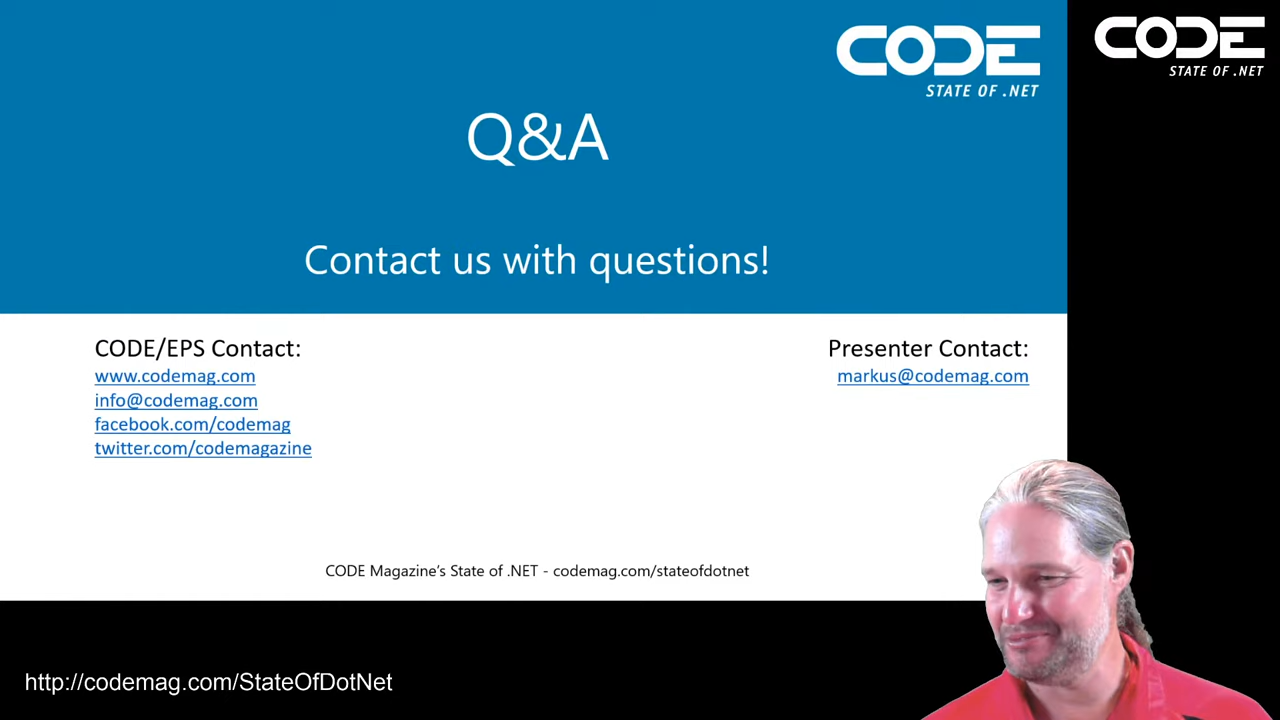 CODE
STATE OF .NET
CODE
STATE OF .NET
Q&A
Contact us with questions!
CODE/EPS Contact:
www.codemag.com
info@codemag.com
facebook.com/codemag
twitter.com/codemagazine
Presenter Contact:
markus@codemag.com
CODE Magazine’s State of .NET - codemag.com/stateofdotnet
http://codemag.com/StateOfDotNet